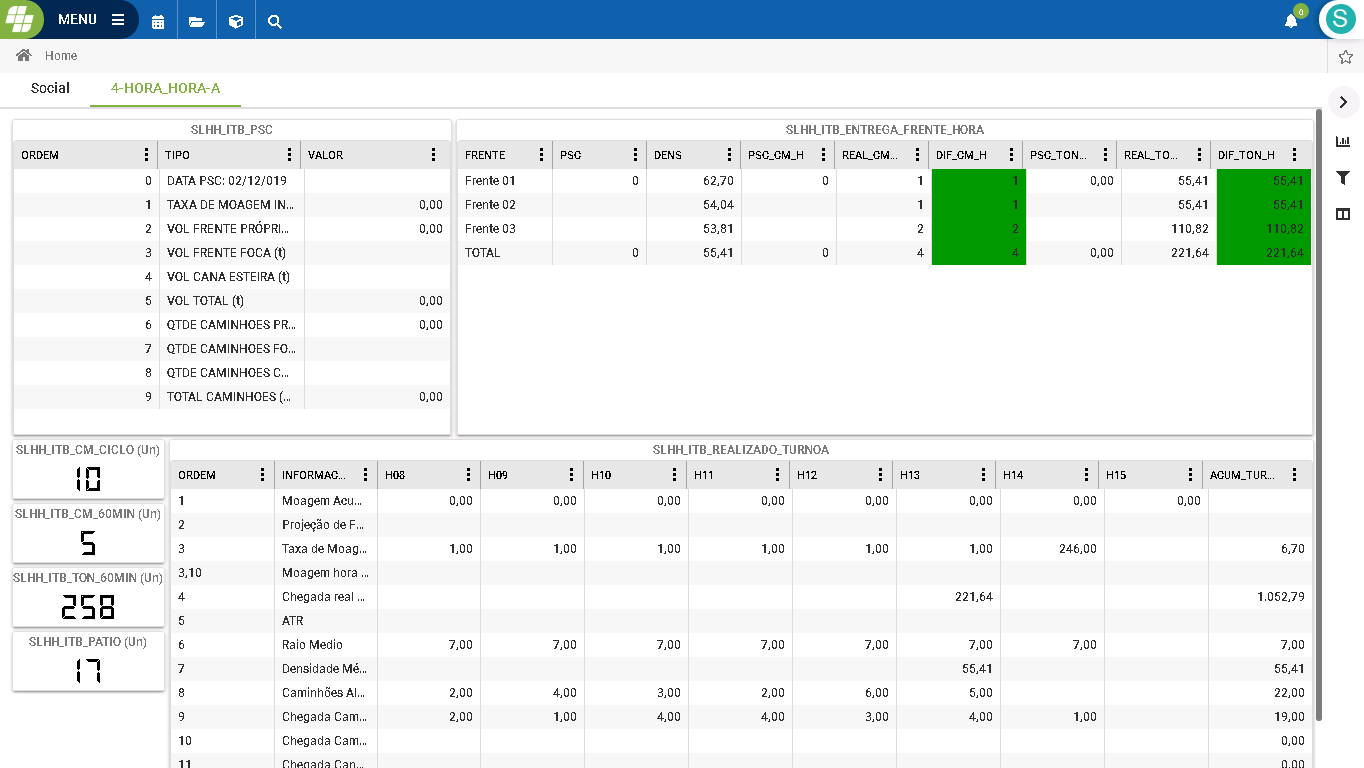 MENU
0
S
Home
Social 4-HORA_HORA-A
SLHH_ITB_PSC
ORDEM TIPO VALOR
0 DATA PSC: 02/12/019
1 TAXA DE MOAGEM IN... 0,00
2 VOL FRENTE PRÓPRI... 0,00
3 VOL FRENTE FOCA (t)
4 VOL CANA ESTEIRA (t)
5 VOL TOTAL (t) 0,00
6 QTDE CAMINHOES PR... 0,00
7 QTDE CAMINHOES FO...
8 QTDE CAMINHOES C...
9 TOTAL CAMINHOES (... 0,00
SLHH_ITB_ENTREGA_FRENTE_HORA
FRENTE PSC DENS PSC_CM_H REAL_CM... DIF_CM_H PSC_TON... REAL_TO... DIF_TON_H
Frente 01 0 62,70 0 1 1 0,00 55,41 55,41
Frente 02 54,04 1 1 55,41 55,41
Frente 03 53,81 2 2 110,82 110,82
TOTAL 0 55,41 0 4 4 0,00 221,64 221,64
SLHH_ITB_CM_CICLO (Un)
10
SLHH_ITB_CM_60MIN (Un)
5
SLHH_ITB_TON_60MIN (Un)
258
SLHH_ITB_PATIO (Un)
17
SLHH_ITB_REALIZADO_TURNOA
ORDEM INFORMAC... H08 H09 H10 H11 H12 H13 H14 H15 ACUM_TUR...
1 Moagem Acu... 0,00 0,00 0,00 0,00 0,00 0,00 0,00 0,00
2 Projeção de F...
3 Taxa de Moag... 1,00 1,00 1,00 1,00 1,00 1,00 246,00 6,70
3,10 Moagem hora ...
4 Chegada real ... 221,64 1.052,79
5 ATR
6 Raio Medio 7,00 7,00 7,00 7,00 7,00 7,00 7,00 7,00
7 Densidade Mé... 55,41 55,41
8 Caminhões Al... 2,00 4,00 3,00 2,00 6,00 5,00 22,00
9 Chegada Cam... 2,00 1,00 4,00 4,00 3,00 4,00 1,00 19,00
10 Chegada Cam... 0,00
11 Chegada Can... 0,00